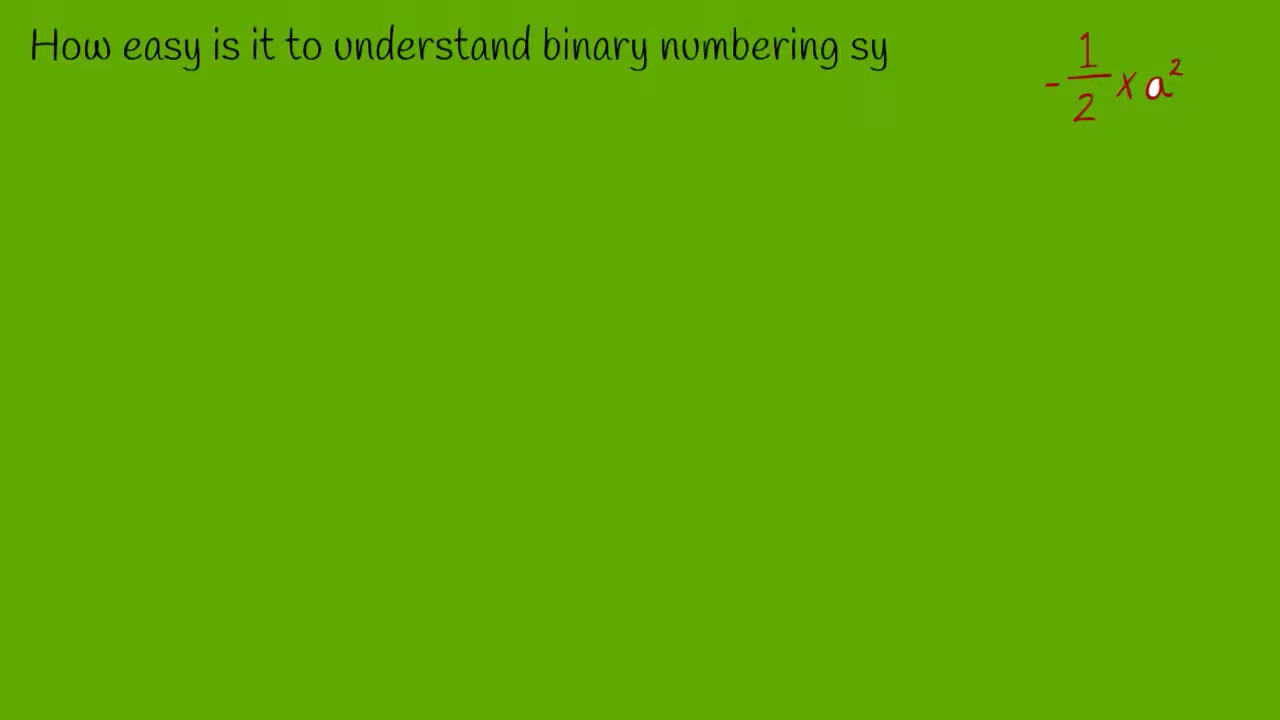 How easy is it to understand binary numbering sy
- 1/2 x a²